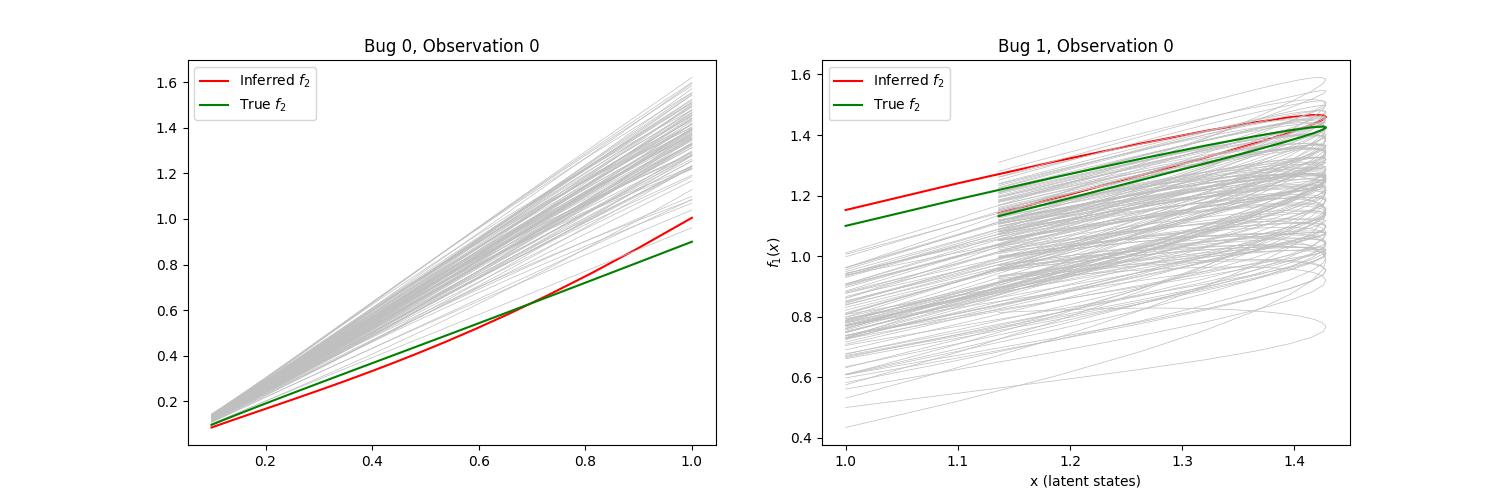 Bug 0, Observation 0
Inferred f₂
True f₂
1.6
1.4
1.2
1.0
0.8
0.6
0.4
0.2
0.2 0.4 0.6 0.8 1.0
Bug 1, Observation 0
Inferred f₂
True f₂
f₁(x)
1.6
1.4
1.2
1.0
0.8
0.6
0.4
1.0 1.1 1.2 1.3 1.4
x (latent states)